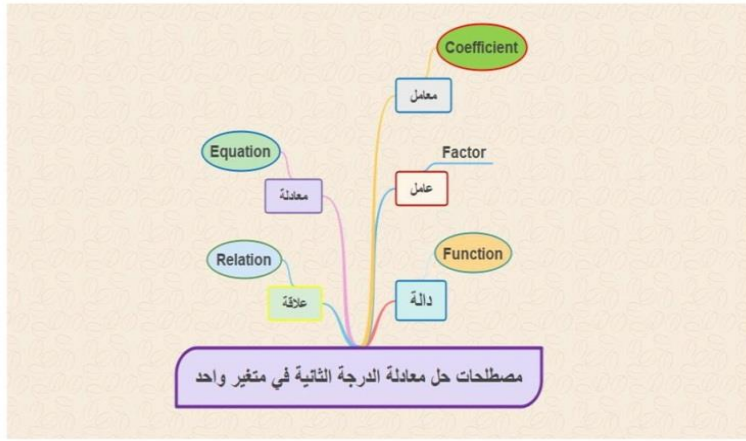 Coefficient
معامل
Equation
معادلة
Factor
عامل
Relation
علاقة
Function
دالة
مصطلحات حل معادلة الدرجة الثانية في متغير واحد